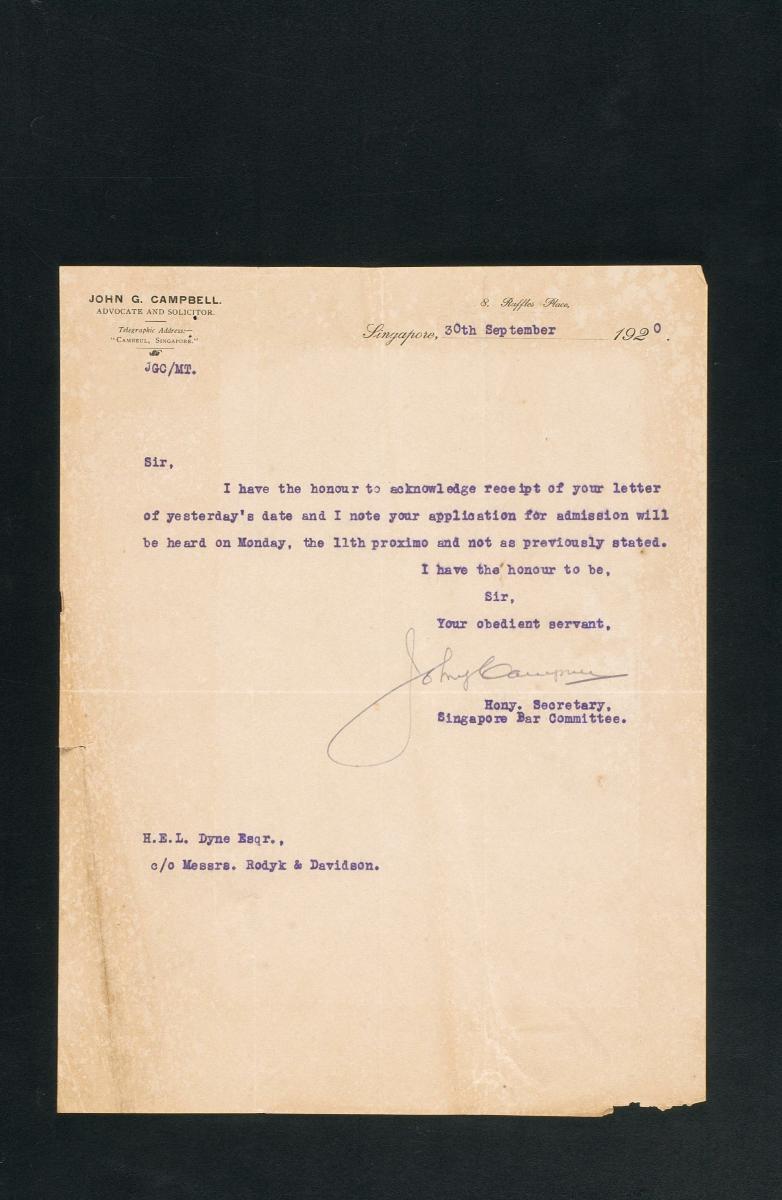 JOHN G. CAMPBELL.
ADVOCATE AND SOLICITOR.
Telegraphic Address:—
"CAMBEUL, SINGAPORE."
8. Raffles Place,
Singapore, 30th September 1920.
JGC/MT.
Sir,
I have the honour to acknowledge receipt of your letter
of yesterday's date and I note your application for admission will
be heard on Monday, the 11th proximo and not as previously stated.
I have the honour to be,
Sir,
Your obedient servant,
John G Campbell
Hony. Secretary,
Singapore Bar Committee.
H.E.L. Dyne Esqr.,
c/o Messrs. Rodyk & Davidson.